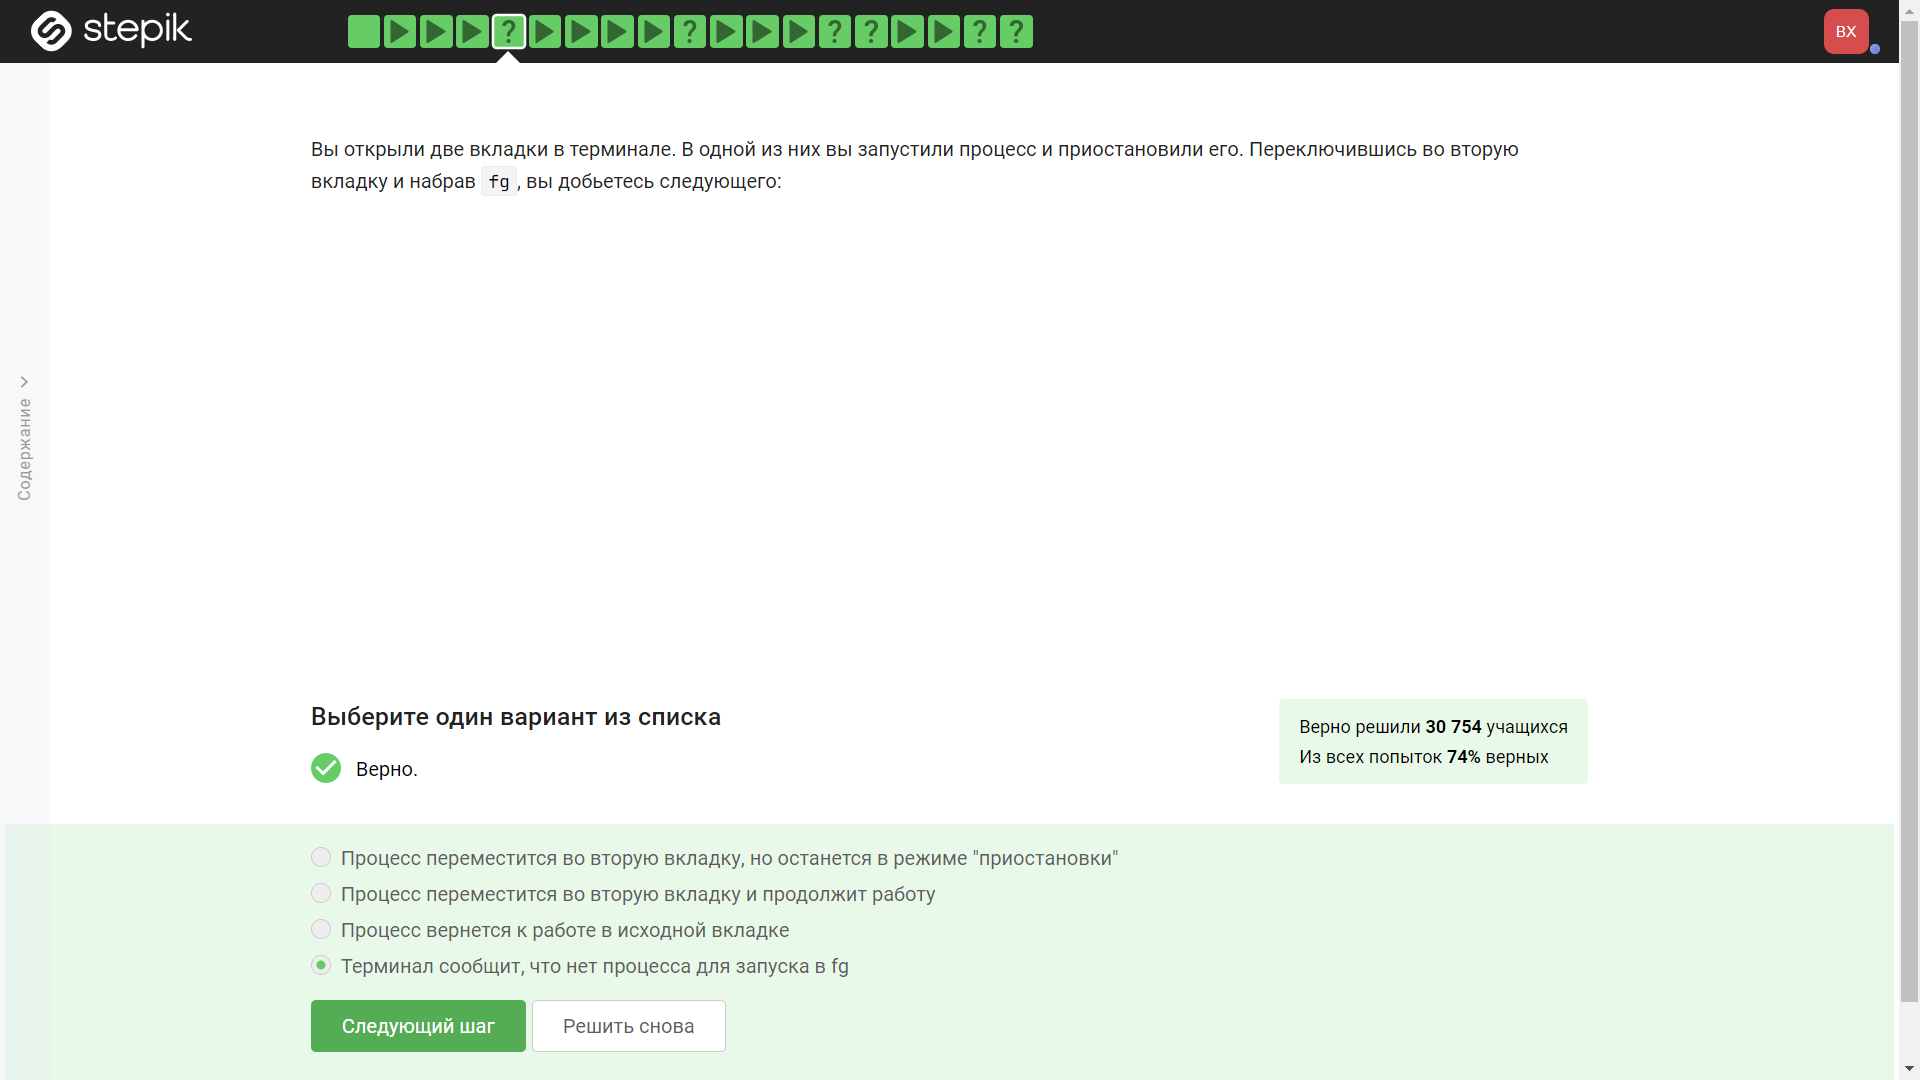 stepik
? ? ? ? ? ?
ВХ
Вы открыли две вкладки в терминале. В одной из них вы запустили процесс и приостановили его. Переключившись во вторую
вкладку и набрав fg , вы добьетесь следующего:
Содержание
Выберите один вариант из списка
Верно.
Верно решили 30 754 учащихся
Из всех попыток 74% верных
Процесс переместится во вторую вкладку, но останется в режиме "приостановки"
Процесс переместится во вторую вкладку и продолжит работу
Процесс вернется к работе в исходной вкладке
Терминал сообщит, что нет процесса для запуска в fg
Следующий шаг
Решить снова